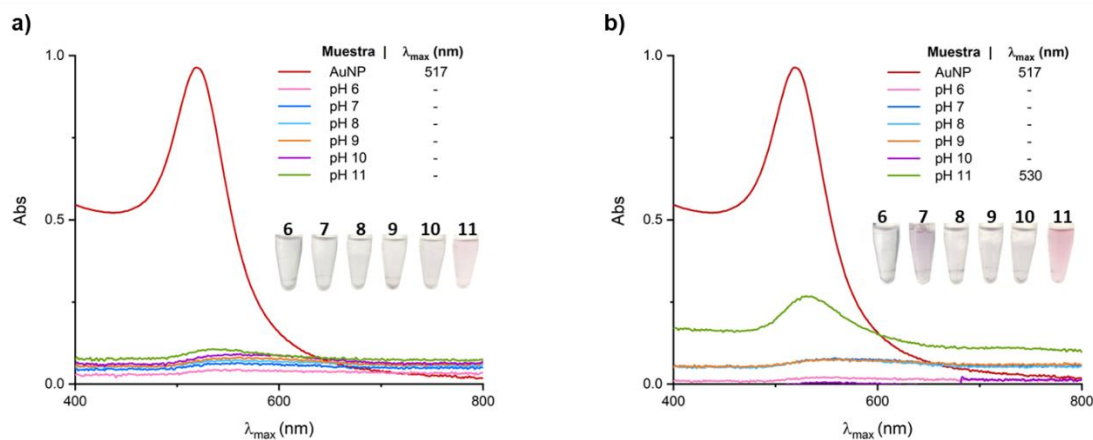 a)
Muestra | λmax (nm)
AuNP 517
pH 6 -
pH 7 -
pH 8 -
pH 9 -
pH 10 -
pH 11 -
1.0
0.5
0.0
Abs
6 7 8 9 10 11
400 600 800
λmax (nm)
b)
Muestra | λmax (nm)
AuNP 517
pH 6 -
pH 7 -
pH 8 -
pH 9 -
pH 10 -
pH 11 530
1.0
0.5
0.0
Abs
6 7 8 9 10 11
400 600 800
λmax (nm)